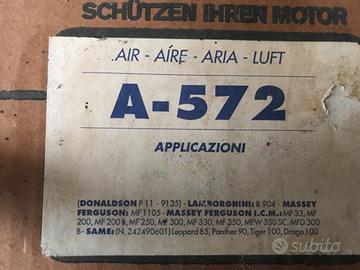 SCHÜTZEN IHREN MOTOR
AIR - AIRE - ARIA - LUFT
A-572
APPLICAZIONI
(DONALDSON P 11 - 9135) - LAMBORGHINI: R 904 - MASSEY
FERGUSON: MF 1105 - MASSEY FERGUSON I.C.M.: MF 33, MF
200, MF 200 B, MF 250, MF 300, MF 330, MF 350, MFW 350 SC, MFD 300
B - SAME: (N. 242490601) Leopard 85, Panther 90, Tiger 100, Drago 100
subito